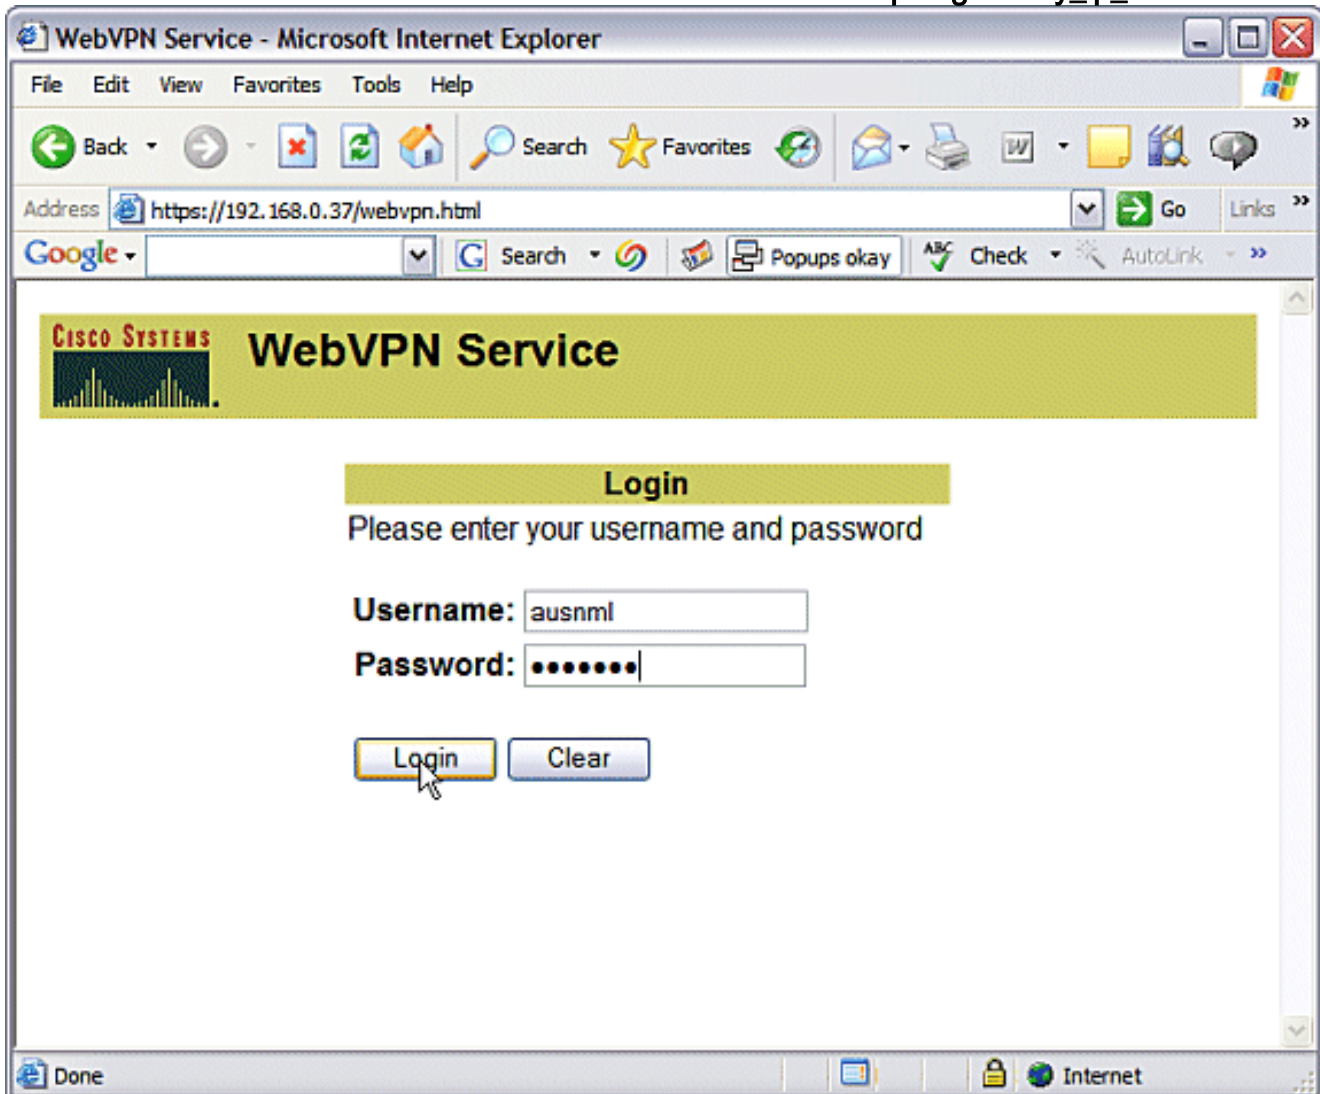 WebVPN Service - Microsoft Internet Explorer
File Edit View Favorites Tools Help
Back Search Favorites W
Address https://192.168.0.37/webvpn.html Go Links
Google G Search Popups okay ABC Check AutoLink
CISCO SYSTEMS WebVPN Service
Login
Please enter your username and password
Username: ausnml
Password: •••••••
Login Clear
Done Internet